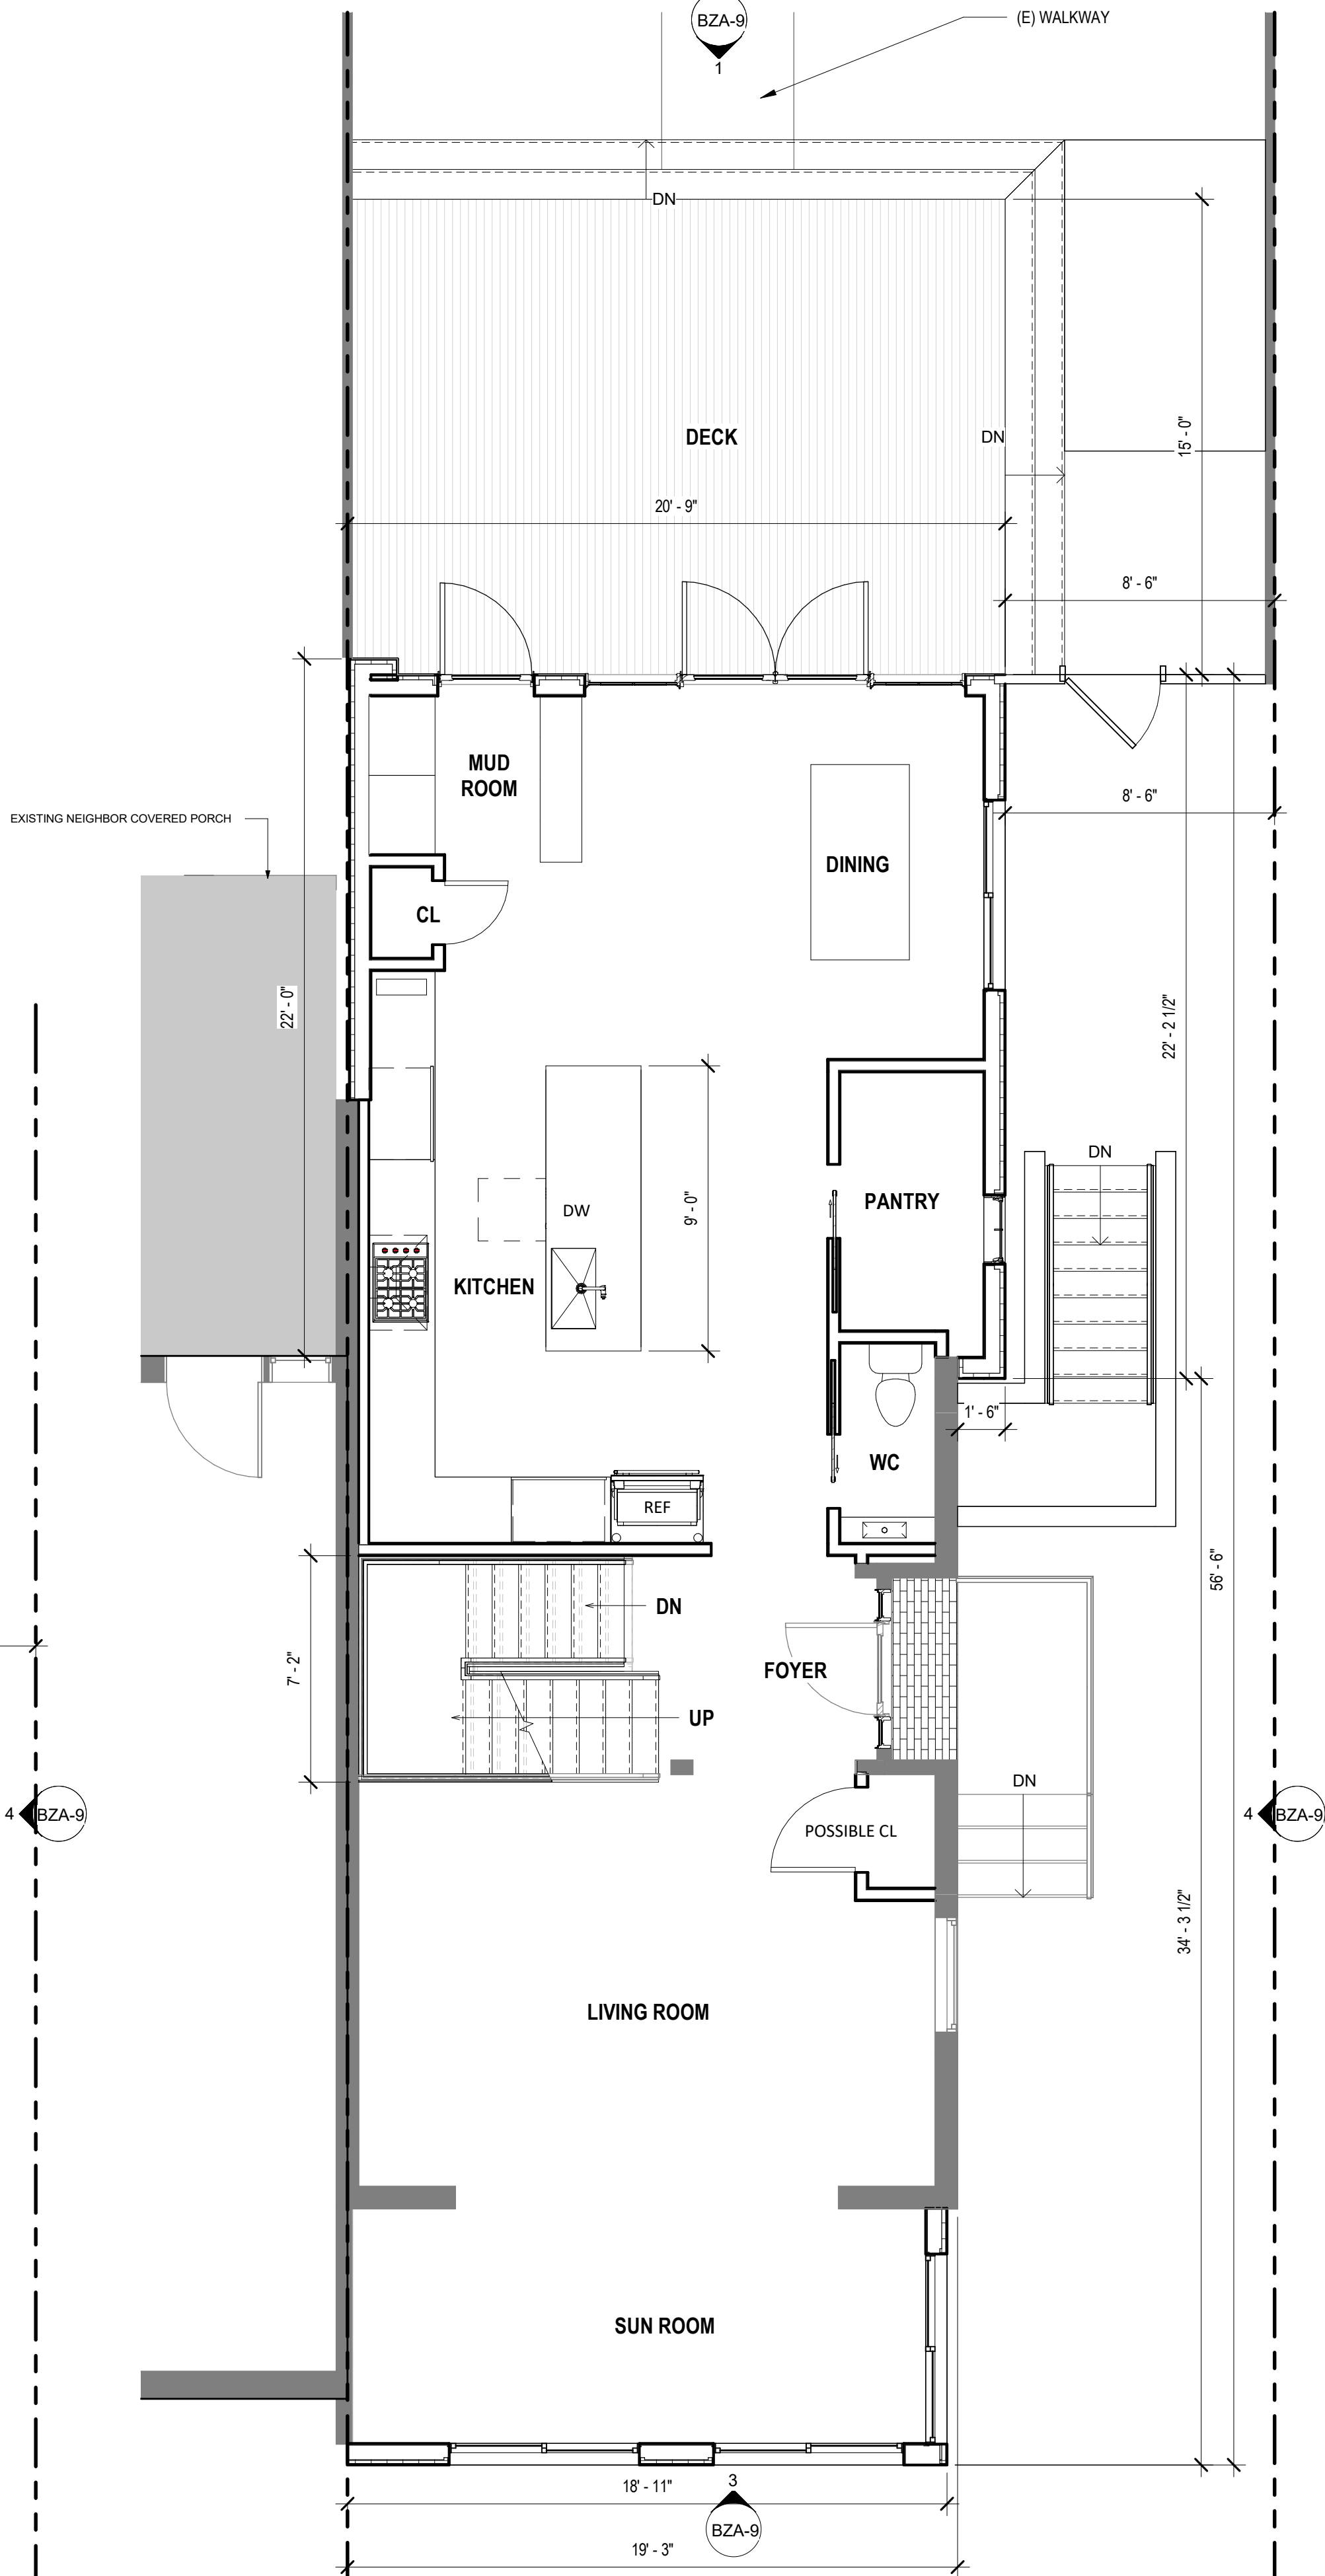 BZA-9
1
(E) WALKWAY
DN
DECK
DN
15' - 0"
20' - 9"
8' - 6"
MUD
ROOM
8' - 6"
EXISTING NEIGHBOR COVERED PORCH
DINING
CL
22' - 0"
22' - 2 1/2"
DN
PANTRY
9' - 0"
DW
KITCHEN
1' - 6"
WC
REF
56' - 6"
DN
7' - 2"
FOYER
UP
DN
4
BZA-9
4
BZA-9
POSSIBLE CL
34' - 3 1/2"
LIVING ROOM
SUN ROOM
18' - 11"
3
BZA-9
19' - 3"